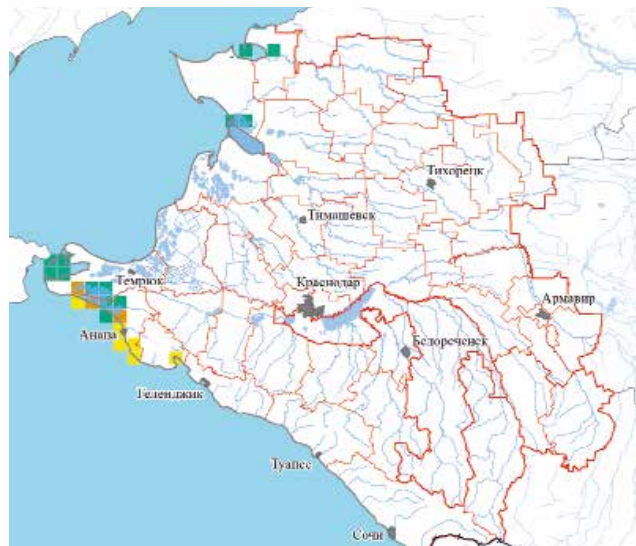 Тихорецк
Тимашевск
Темрюк
Краснодар
Армавир
Анапа
Белореченск
Геленджик
Туапсе
Сочи